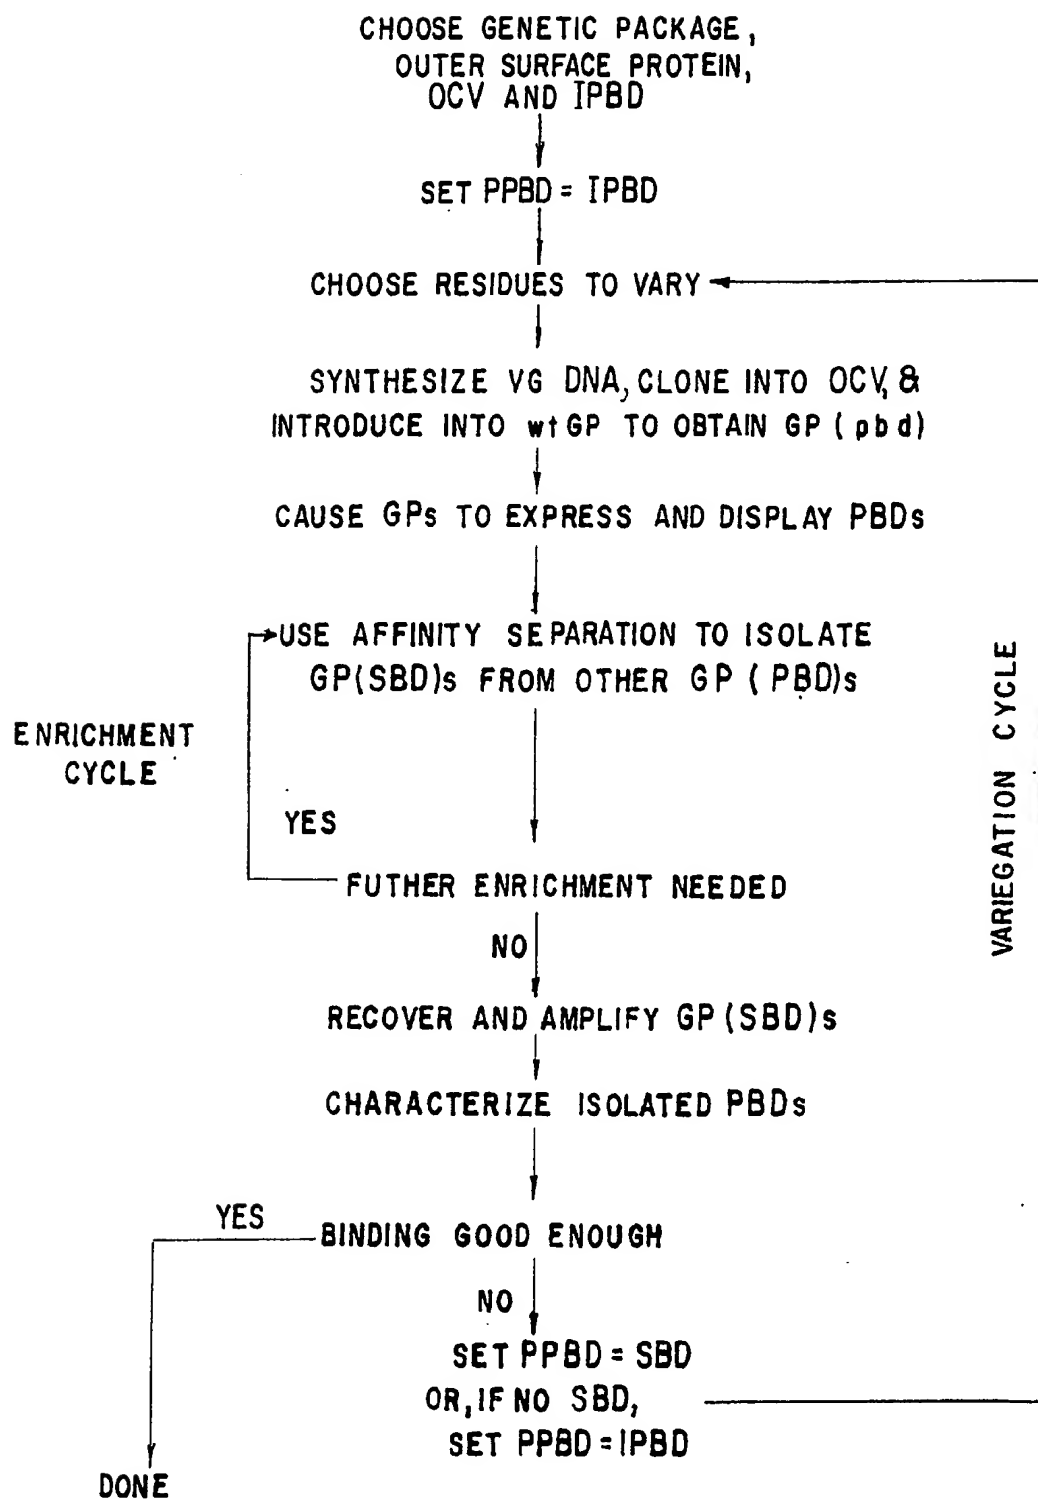 CHOOSE GENETIC PACKAGE,
OUTER SURFACE PROTEIN,
OCV AND IPBD
SET PPBD = IPBD
CHOOSE RESIDUES TO VARY
SYNTHESIZE VG DNA, CLONE INTO OCV, &
INTRODUCE INTO wtGP TO OBTAIN GP (pbd)
CAUSE GPs TO EXPRESS AND DISPLAY PBDs
USE AFFINITY SEPARATION TO ISOLATE
GP(SBD)s FROM OTHER GP (PBD)s
ENRICHMENT
CYCLE
YES
VARIEGATION CYCLE
FUTHER ENRICHMENT NEEDED
NO
RECOVER AND AMPLIFY GP (SBD)s
CHARACTERIZE ISOLATED PBDs
YES
BINDING GOOD ENOUGH
NO
SET PPBD = SBD
OR, IF NO SBD,
SET PPBD = IPBD
DONE